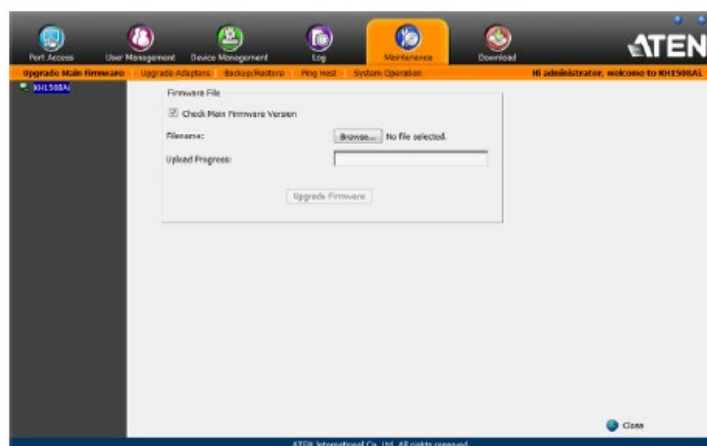 Port Access User Management Device Management Log Maintenance Download
ATEN
Upgrade Main Firmware Upgrade Adapters Backup/Restore Ping Host System Operation Hi administrator, welcome to KH1508Ai.
KH1508Ai
Firmware File
Check Main Firmware Version
Filename: Browse... No file selected.
Upload Progress:
Upgrade Firmware
Close
ATEN International Co. Ltd. All rights reserved.